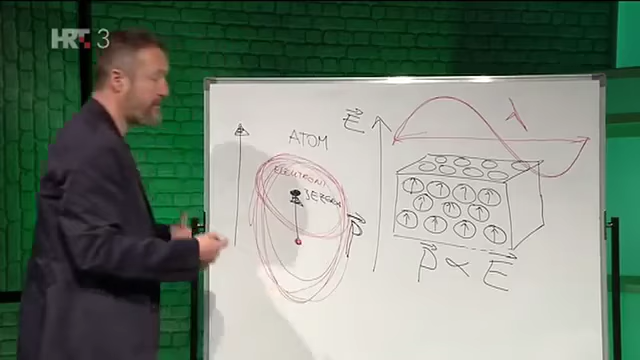 HRT 3
ATOM
ELEKTRONI
JEZGRA
p⃗
E⃗
λ
p⃗ ∝ E⃗